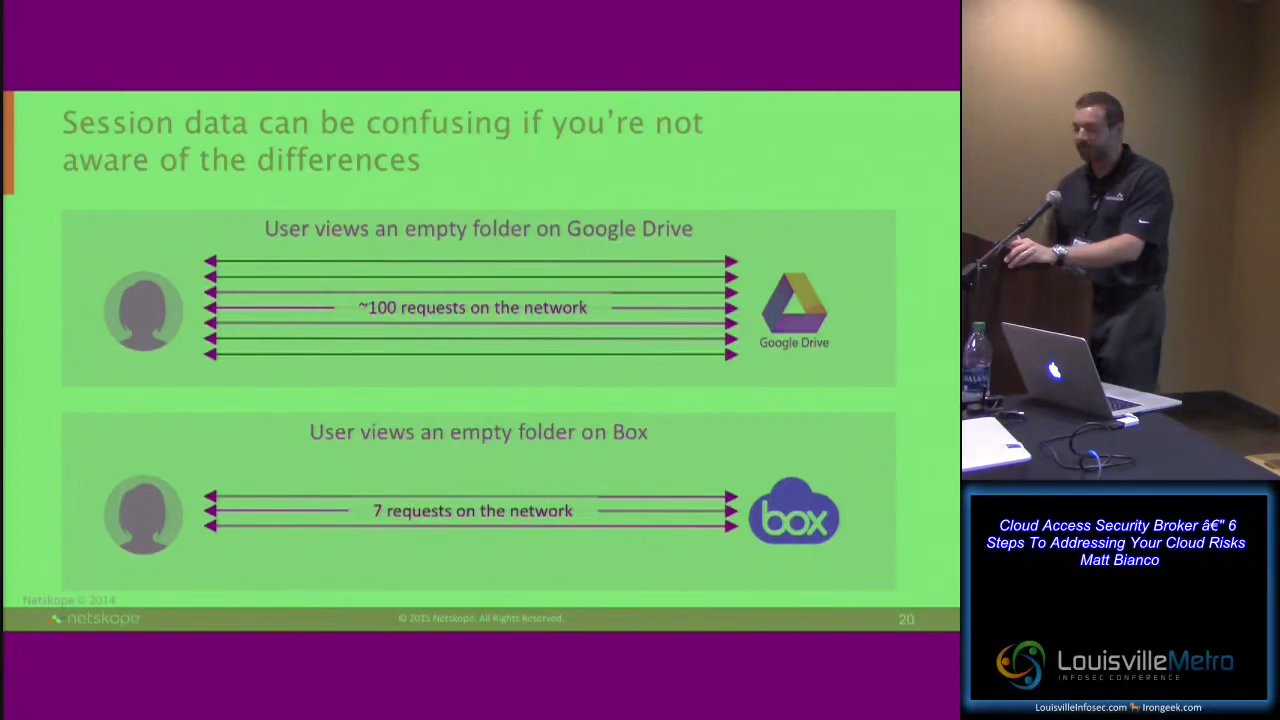 Session data can be confusing if you're not
aware of the differences
User views an empty folder on Google Drive
~100 requests on the network
Google Drive
User views an empty folder on Box
7 requests on the network
box
Netskope © 2014
netskope
© 2015 Netskope. All Rights Reserved.
20
Cloud Access Security Broker â€" 6
Steps To Addressing Your Cloud Risks
Matt Bianco
LouisvilleMetro
INFOSEC CONFERENCE
LouisvilleInfosec.com Irongeek.com